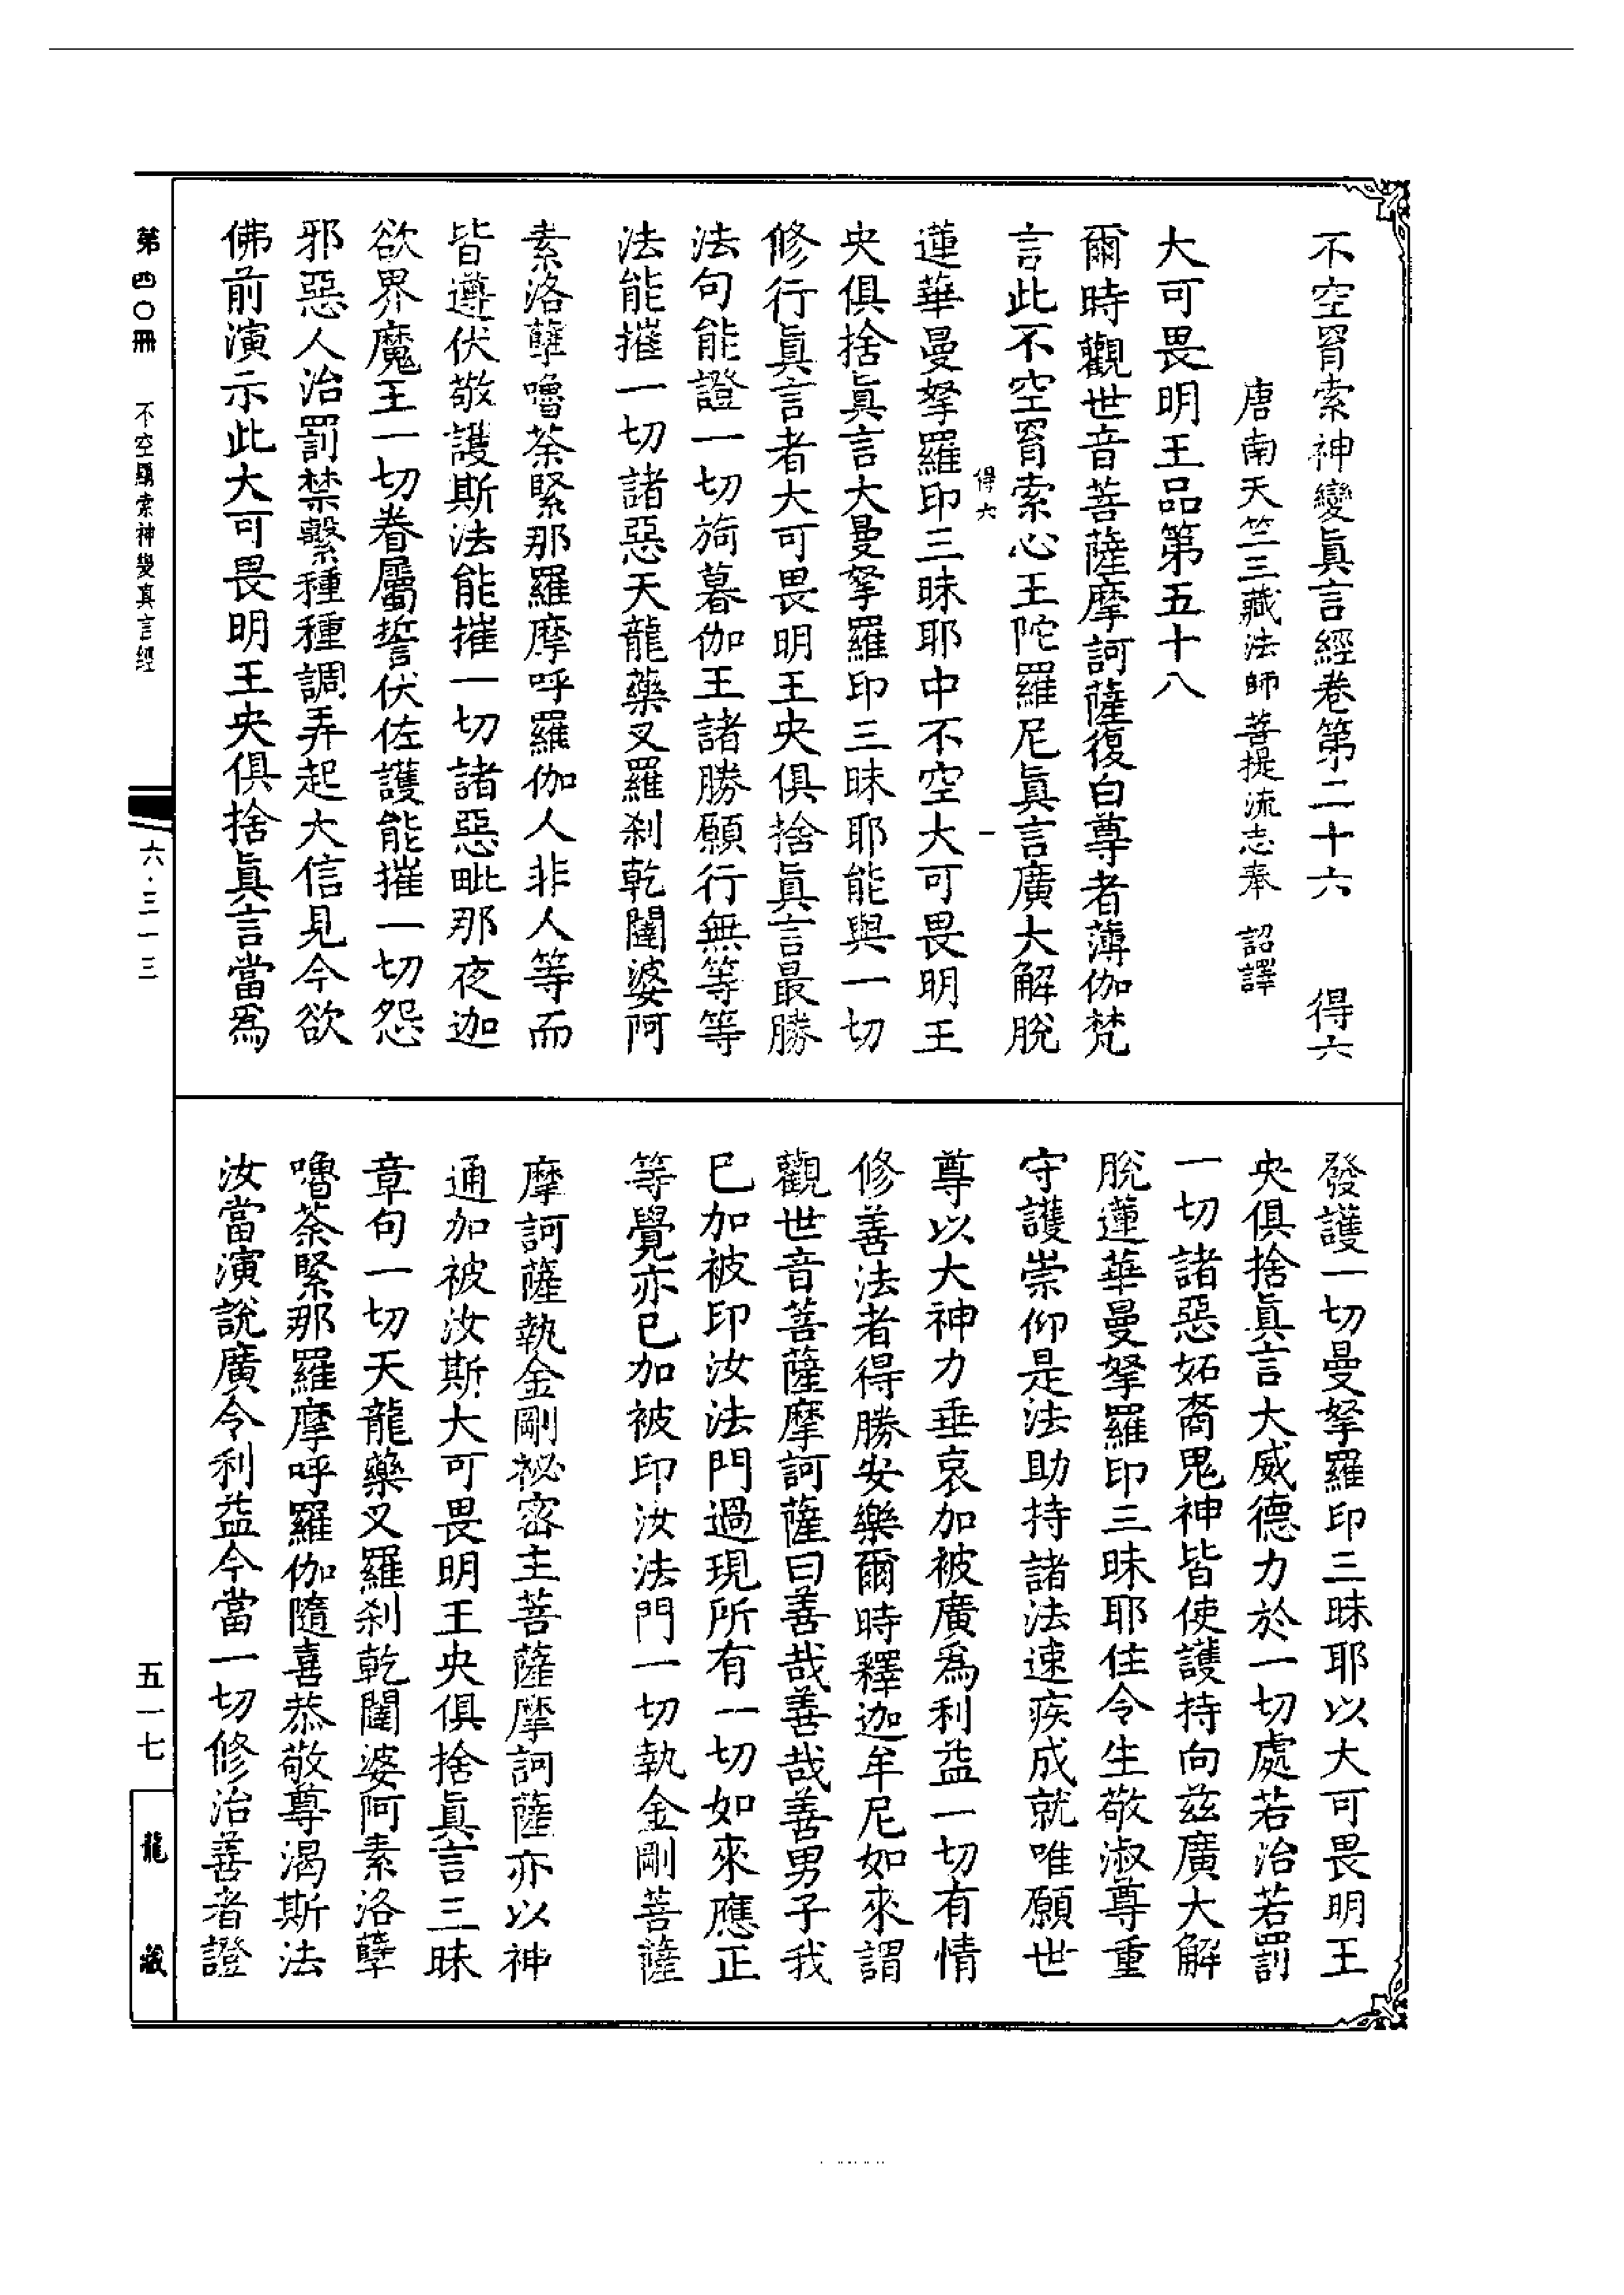 不空罥索神變眞言經卷第二十六　得六
唐南天竺三藏法師菩提流志奉　詔譯
大可畏明王品第五十八
爾時觀世音菩薩摩訶薩復白尊者薄伽梵
言此不空罥索心王陀羅尼眞言廣大解脫
得六　一
蓮華曼拏羅印三昧耶中不空大可畏明王
央俱捨眞言大曼拏羅印三昧耶能與一切
修行眞言者大可畏明王央俱捨眞言最勝
法句能證一切旖暮伽王諸勝願行無等等
法能摧一切諸惡天龍藥叉羅刹乾闥婆阿
素洛孽嚕荼緊那羅摩呼羅伽人非人等而
皆遵伏敬護斯法能摧一切諸惡毗那夜迦
欲界魔王一切眷屬誓伏佐護能摧一切怨
邪惡人治罰禁繫種種調弄起大信見今欲
佛前演示此大可畏明王央俱捨眞言當爲
發護一切曼拏羅印三昧耶以大可畏明王
央俱捨眞言大威德力於一切處若治若罰
一切諸惡妬裔鬼神皆使護持向茲廣大解
脫蓮華曼拏羅印三昧耶住令生敬淑尊重
守護崇仰是法助持諸法速疾成就唯願世
尊以大神力垂哀加被廣爲利益一切有情
修善法者得勝安樂爾時釋迦牟尼如來謂
觀世音菩薩摩訶薩曰善哉善哉善男子我
已加被印汝法門過現所有一切如來應正
等覺亦已加被印汝法門一切執金剛菩薩
摩訶薩執金剛祕密主菩薩摩訶薩亦以神
通加被汝斯大可畏明王央俱捨眞言三昧
章句一切天龍藥叉羅刹乾闥婆阿素洛孽
嚕荼緊那羅摩呼羅伽隨喜恭敬尊渴斯法
汝當演說廣令利益今當一切修治善者證
第四〇冊　不空羂索神變真言經
六·三一三
五一七
龍藏